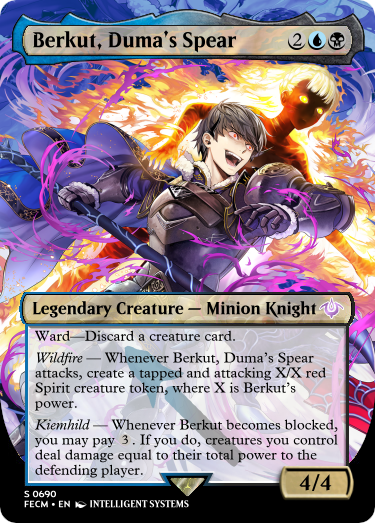 Berkut, Duma's Spear 2
Legendary Creature — Minion Knight
Ward—Discard a creature card.
Wildfire — Whenever Berkut, Duma's Spear
attacks, create a tapped and attacking X/X red
Spirit creature token, where X is Berkut's
power.
Kiemhild — Whenever Berkut becomes blocked,
you may pay 3. If you do, creatures you control
deal damage equal to their total power to the
defending player.
4/4
S 0690
FECM • EN INTELLIGENT SYSTEMS